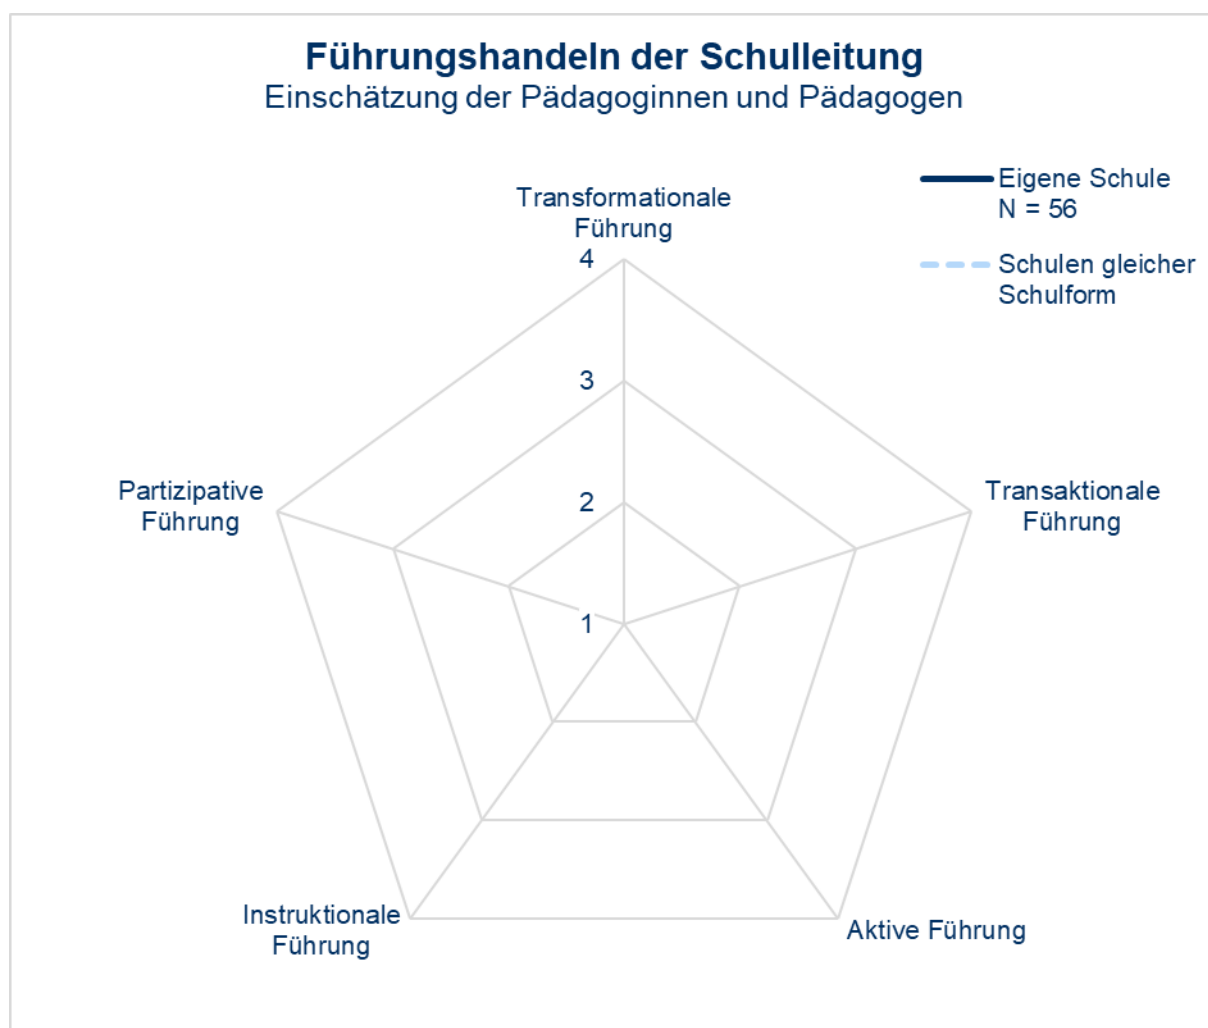 Führungshandeln der Schulleitung
Einschätzung der Pädagoginnen und Pädagogen
Eigene Schule
N = 56
Schulen gleicher
Schulform
Transformationale
Führung
4
3
2
1
Transaktionale
Führung
Aktive Führung
Instruktionale
Führung
Partizipative
Führung